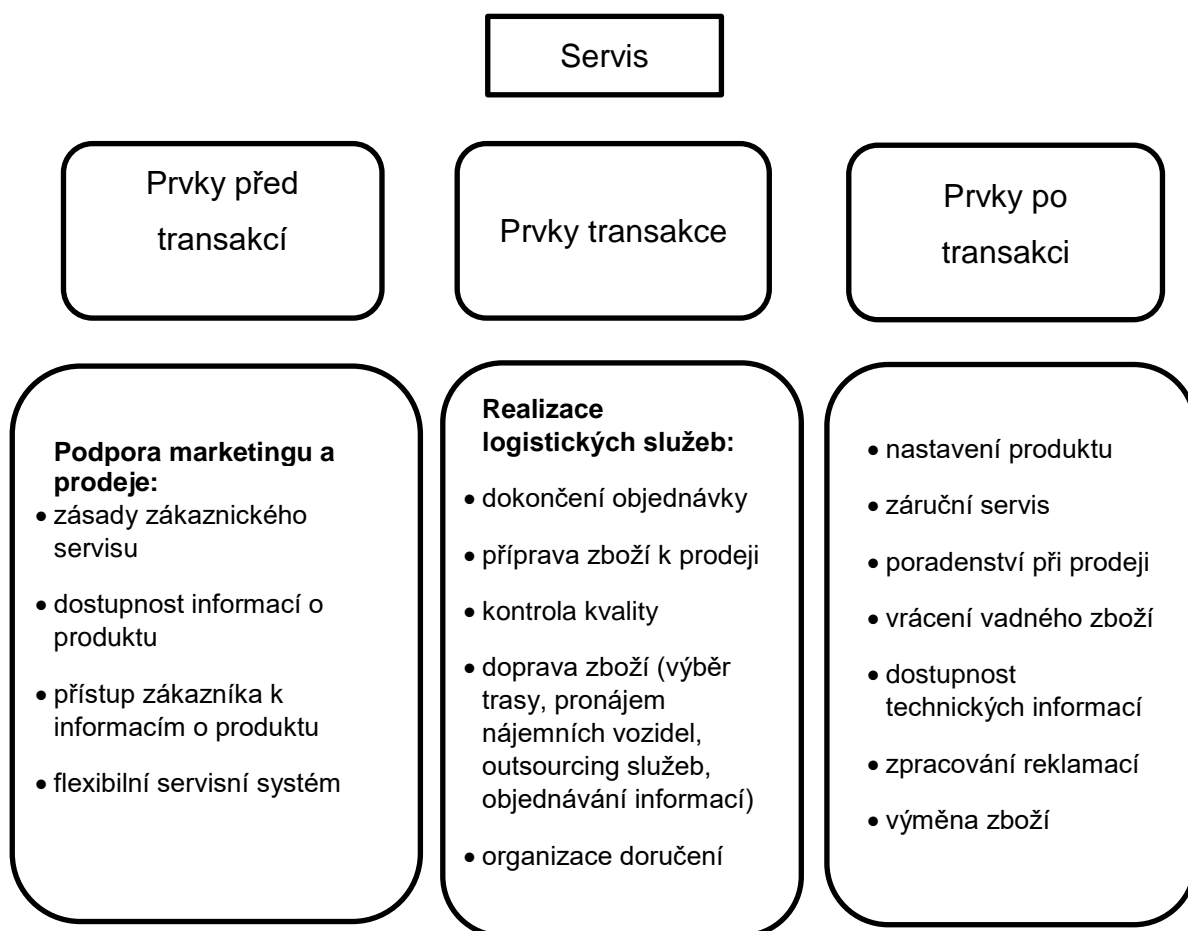 Servis
Prvky před
transakcí
Prvky transakce
Prvky po
transakci
Podpora marketingu a
prodeje:
• zásady zákaznického
servisu
• dostupnost informací o
produktu
• přístup zákazníka k
informacím o produktu
• flexibilní servisní systém
Realizace
logistických služeb:
• dokončení objednávky
• příprava zboží k prodeji
• kontrola kvality
• doprava zboží (výběr
trasy, pronájem
nájemních vozidel,
outsourcing služeb,
objednávání informací)
• organizace doručení
• nastavení produktu
• záruční servis
• poradenství při prodeji
• vrácení vadného zboží
• dostupnost
technických informací
• zpracování reklamací
• výměna zboží